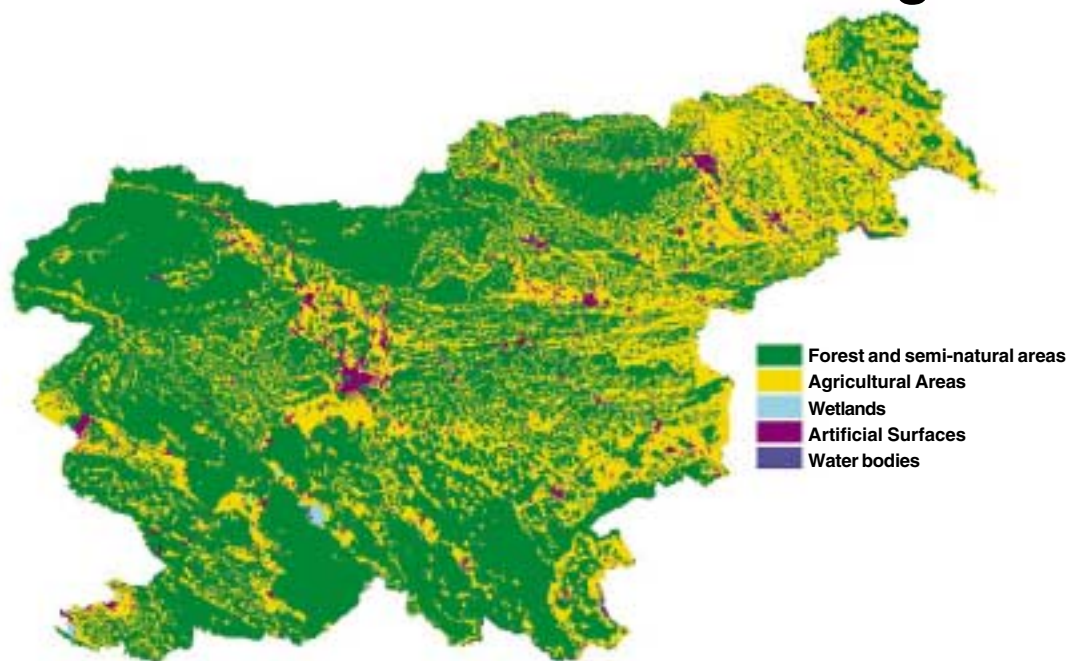 Forest and semi-natural areas
Agricultural Areas
Wetlands
Artificial Surfaces
Water bodies